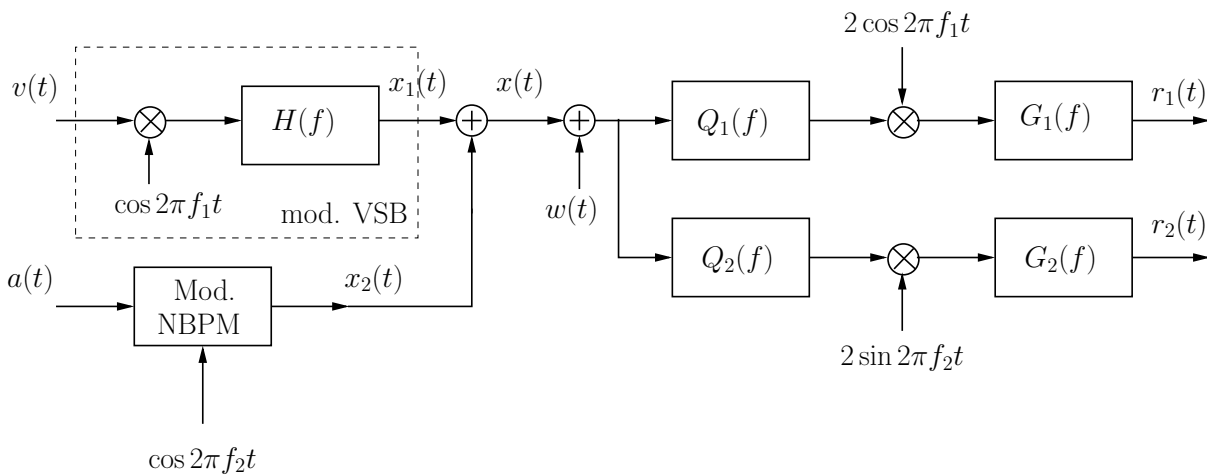 2 cos 2πf₁t
v(t)
x₁(t)
x(t)
r₁(t)
H(f)
Q₁(f)
G₁(f)
cos 2πf₁t
mod. VSB
w(t)
r₂(t)
a(t)
x₂(t)
Q₂(f)
G₂(f)
Mod.
NBPM
2 sin 2πf₂t
cos 2πf₂t